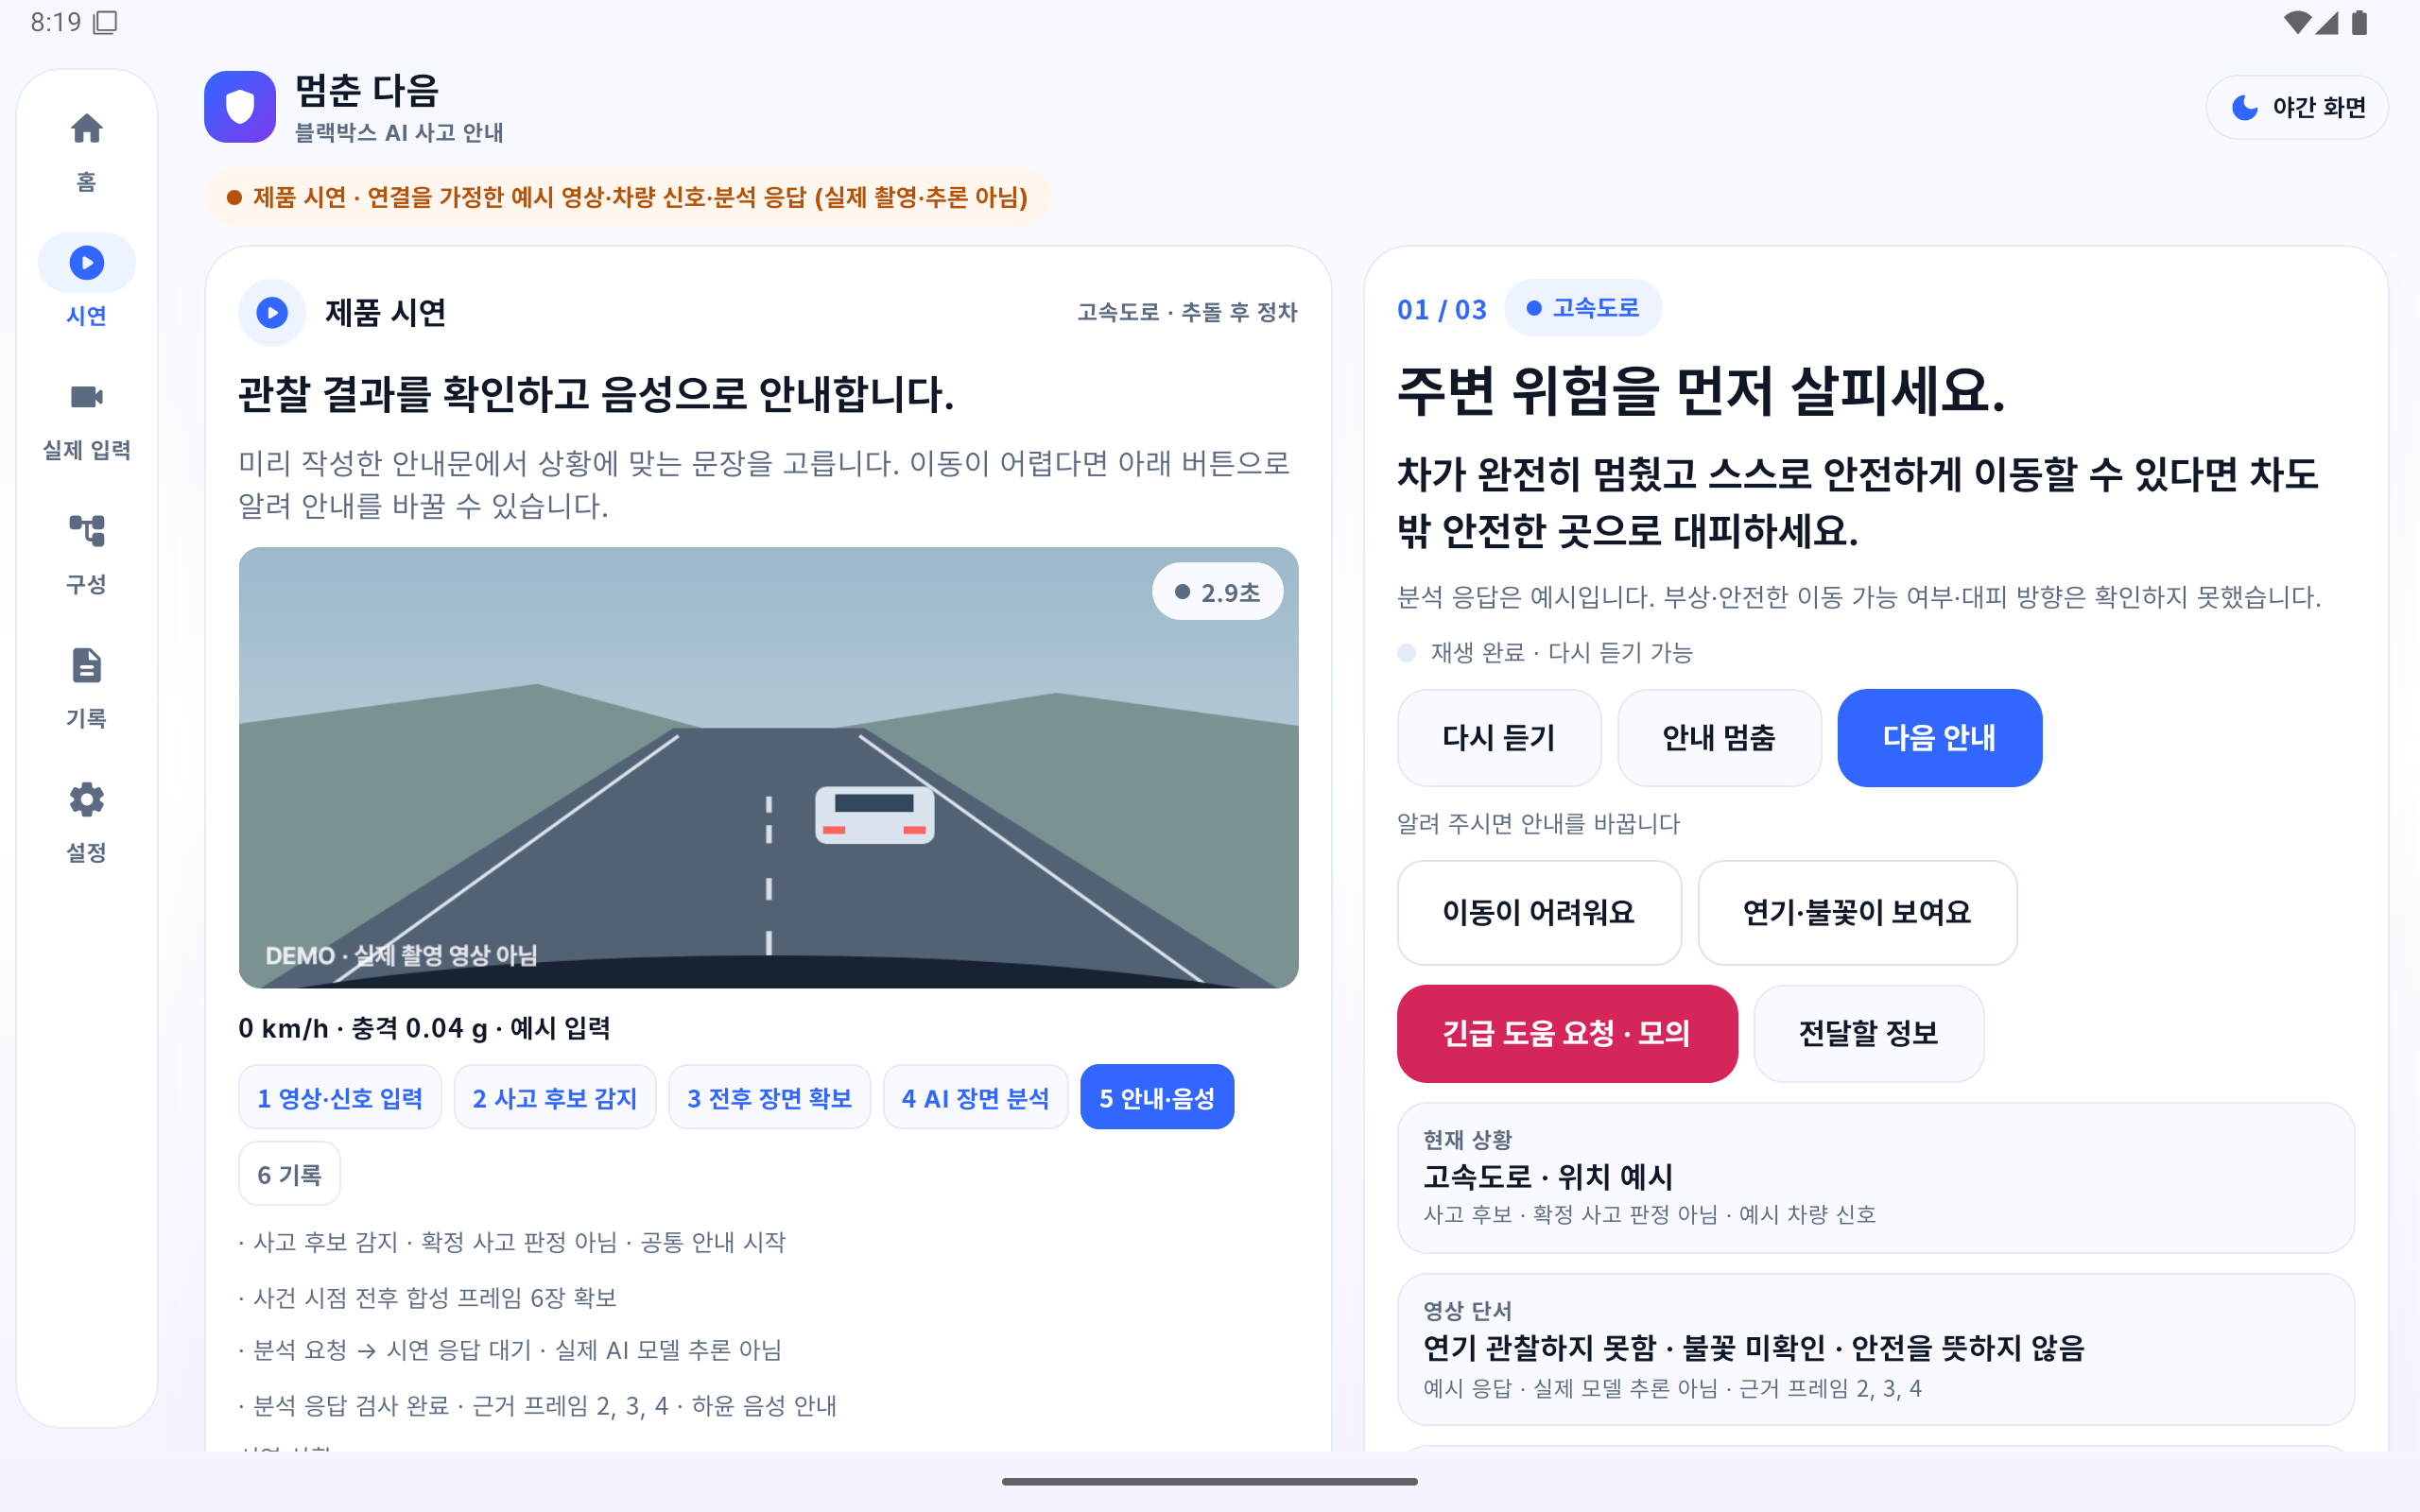 8:19
멈춘 다음
블랙박스 AI 사고 안내
야간 화면
홈
시연
실제 입력
구성
기록
설정
제품 시연 · 연결을 가정한 예시 영상·차량 신호·분석 응답 (실제 촬영·추론 아님)
제품 시연
고속도로 · 추돌 후 정차
관찰 결과를 확인하고 음성으로 안내합니다.
미리 작성한 안내문에서 상황에 맞는 문장을 고릅니다. 이동이 어렵다면 아래 버튼으로
알려 안내를 바꿀 수 있습니다.
2.9초
DEMO · 실제 촬영 영상 아님
0 km/h · 충격 0.04 g · 예시 입력
1 영상·신호 입력
2 사고 후보 감지
3 전후 장면 확보
4 AI 장면 분석
5 안내·음성
6 기록
· 사고 후보 감지 · 확정 사고 판정 아님 · 공통 안내 시작
· 사건 시점 전후 합성 프레임 6장 확보
· 분석 요청 → 시연 응답 대기 · 실제 AI 모델 추론 아님
· 분석 응답 검사 완료 · 근거 프레임 2, 3, 4 · 하윤 음성 안내
01 / 03
고속도로
주변 위험을 먼저 살피세요.
차가 완전히 멈췄고 스스로 안전하게 이동할 수 있다면 차도
밖 안전한 곳으로 대피하세요.
분석 응답은 예시입니다. 부상·안전한 이동 가능 여부·대피 방향은 확인하지 못했습니다.
재생 완료 · 다시 듣기 가능
다시 듣기
안내 멈춤
다음 안내
알려 주시면 안내를 바꿉니다
이동이 어려워요
연기·불꽃이 보여요
긴급 도움 요청 · 모의
전달할 정보
현재 상황
고속도로 · 위치 예시
사고 후보 · 확정 사고 판정 아님 · 예시 차량 신호
영상 단서
연기 관찰하지 못함 · 불꽃 미확인 · 안전을 뜻하지 않음
예시 응답 · 실제 모델 추론 아님 · 근거 프레임 2, 3, 4